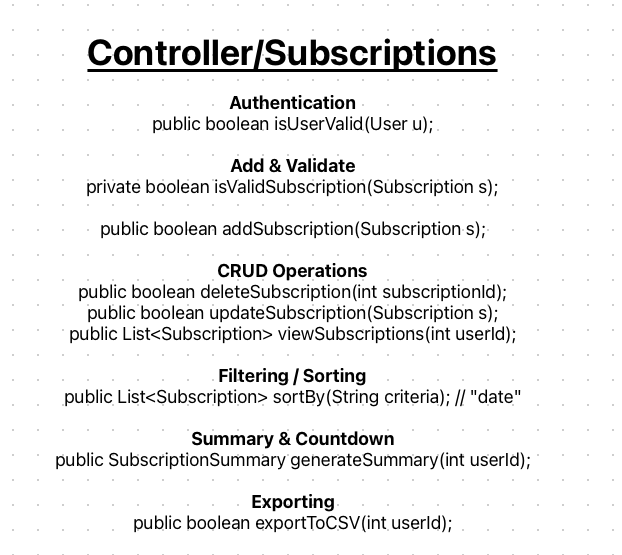 Controller/Subscriptions
Authentication
public boolean isUserValid(User u);
Add & Validate
private boolean isValidSubscription(Subscription s);
public boolean addSubscription(Subscription s);
CRUD Operations
public boolean deleteSubscription(int subscriptionId);
public boolean updateSubscription(Subscription s);
public List<Subscription> viewSubscriptions(int userId);
Filtering / Sorting
public List<Subscription> sortBy(String criteria); // "date"
Summary & Countdown
public SubscriptionSummary generateSummary(int userId);
Exporting
public boolean exportToCSV(int userId);